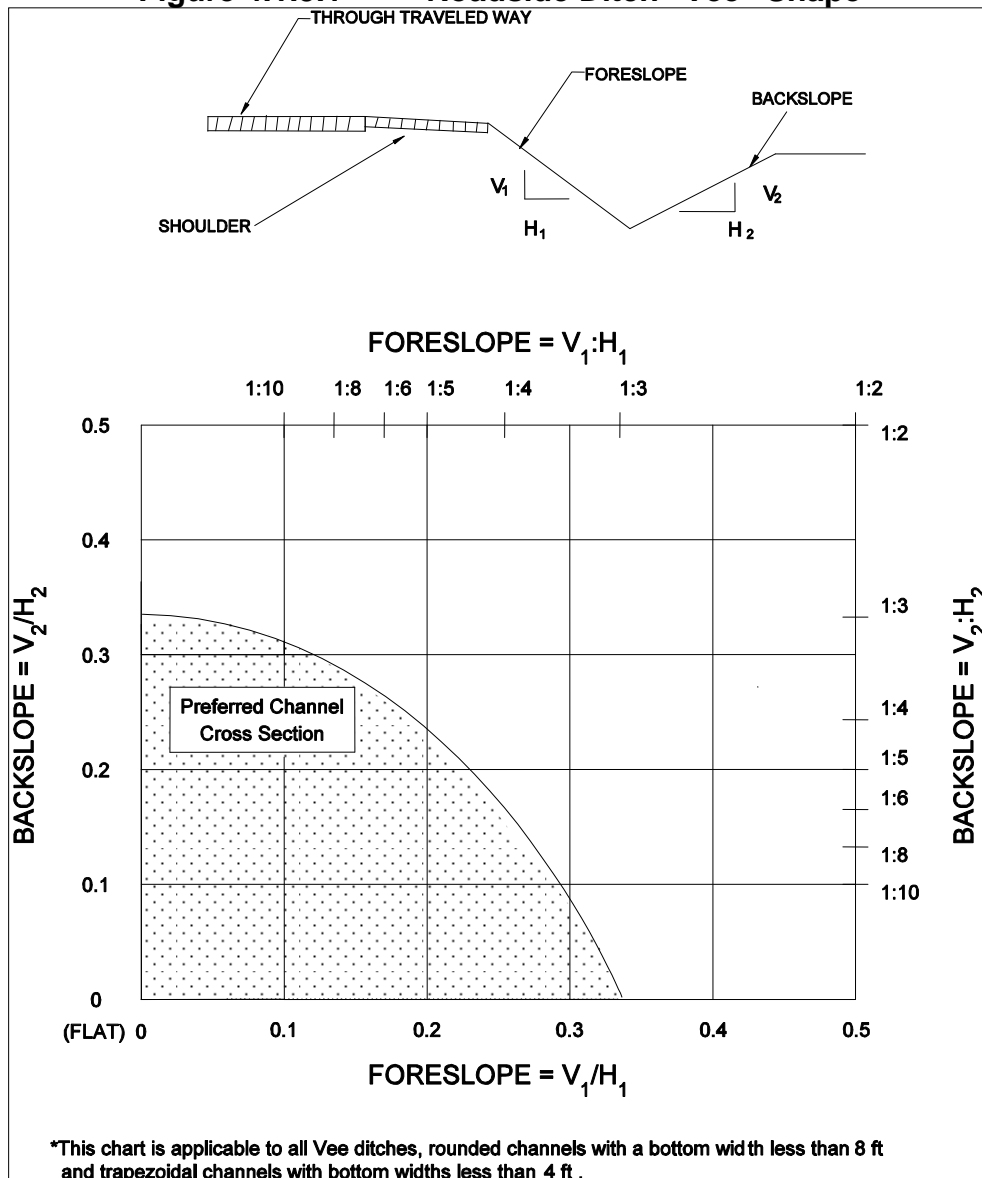 Roadside Ditch Shape
THROUGH TRAVELED WAY
FORESLOPE
BACKSLOPE
V1
V2
SHOULDER
H1
H2
FORESLOPE = V1:H1
1:10 1:8 1:6 1:5 1:4 1:3 1:2
0.5
1:2
0.4
1:3
0.3
Preferred Channel
Cross Section
1:4
0.2
1:5
1:6
1:8
0.1
1:10
0
BACKSLOPE = V2/H2
BACKSLOPE = V2:H2
(FLAT) 0 0.1 0.2 0.3 0.4 0.5
FORESLOPE = V1/H1
*This chart is applicable to all Vee ditches, rounded channels with a bottom width less than 8 ft
and trapezoidal channels with bottom widths less than 4 ft .